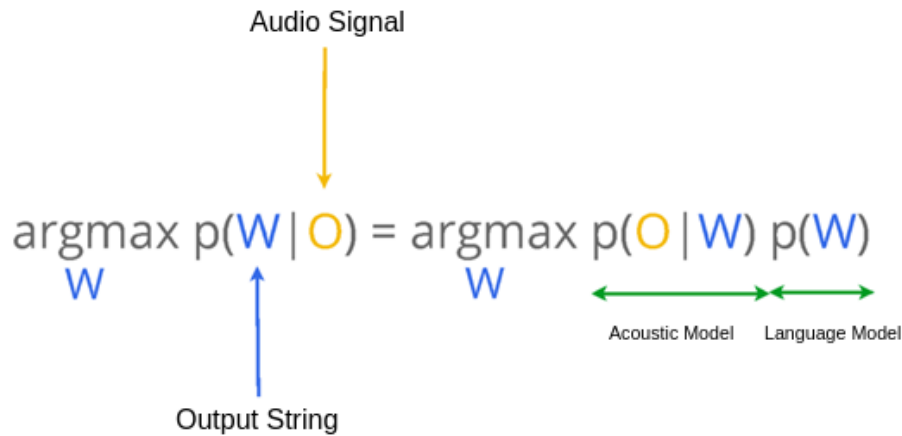 Audio Signal
argmax p(W|O) = argmax p(O|W) p(W)
W W
Acoustic Model Language Model
Output String